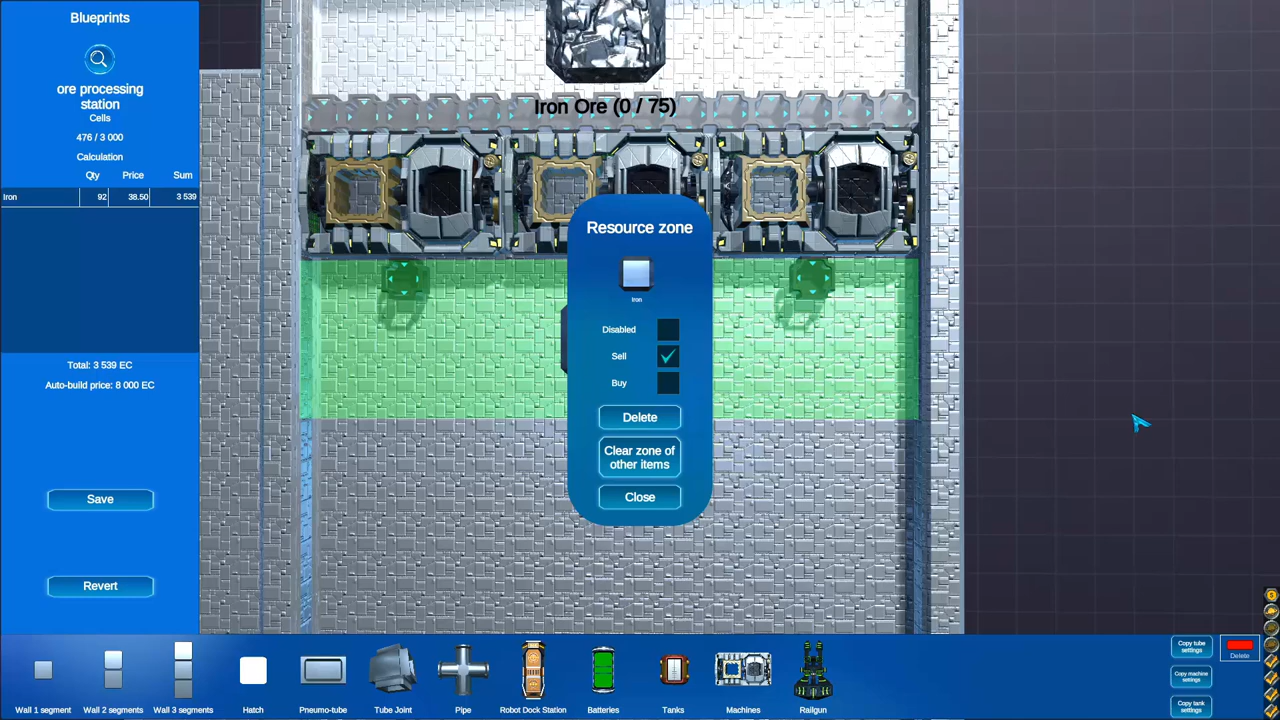 Blueprints
ore processing
station
Cells
476 / 3 000
Calculation
Qty Price Sum
Iron 92 38.50 3 539
Total: 3 539 EC
Auto-build price: 8 000 EC
Save
Revert
Iron Ore (0 / 75)
Resource zone
Iron
Disabled
Sell
Buy
Delete
Clear zone of
other items
Close
Wall 1 segment
Wall 2 segments
Wall 3 segments
Hatch
Pneumo-tube
Tube Joint
Pipe
Robot Dock Station
Batteries
Tanks
Machines
Railgun
Copy tube
settings
Copy machine
settings
Copy tank
settings
Delete